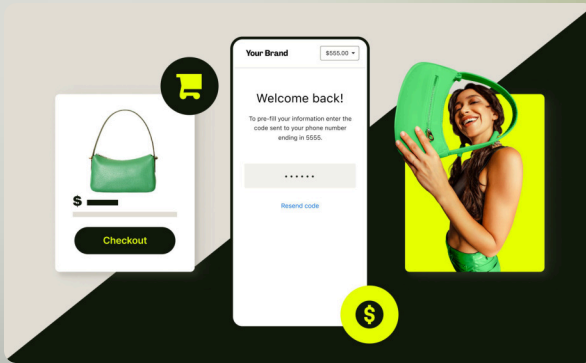 $
Checkout
Your Brand
$555.00
Welcome back!
To pre-fill your information enter the
code sent to your phone number
ending in 5555.
••••••
Resend code
$